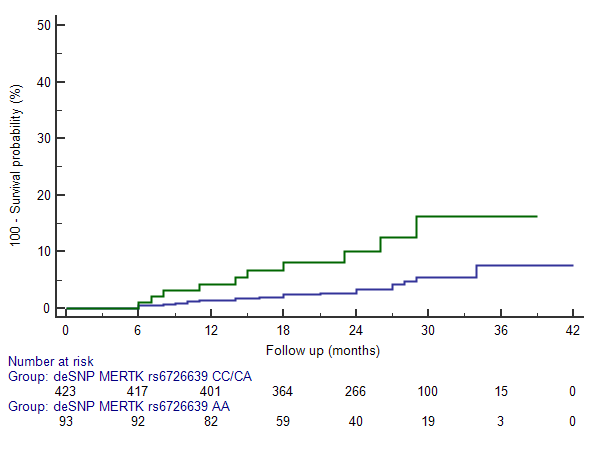 50
40
30
20
10
0
100 - Survival probability (%)
0 6 12 18 24 30 36 42
Follow up (months)
Number at risk
Group: deSNP MERTK rs6726639 CC/CA
423 417 401 364 266 100 15 0
Group: deSNP MERTK rs6726639 AA
93 92 82 59 40 19 3 0